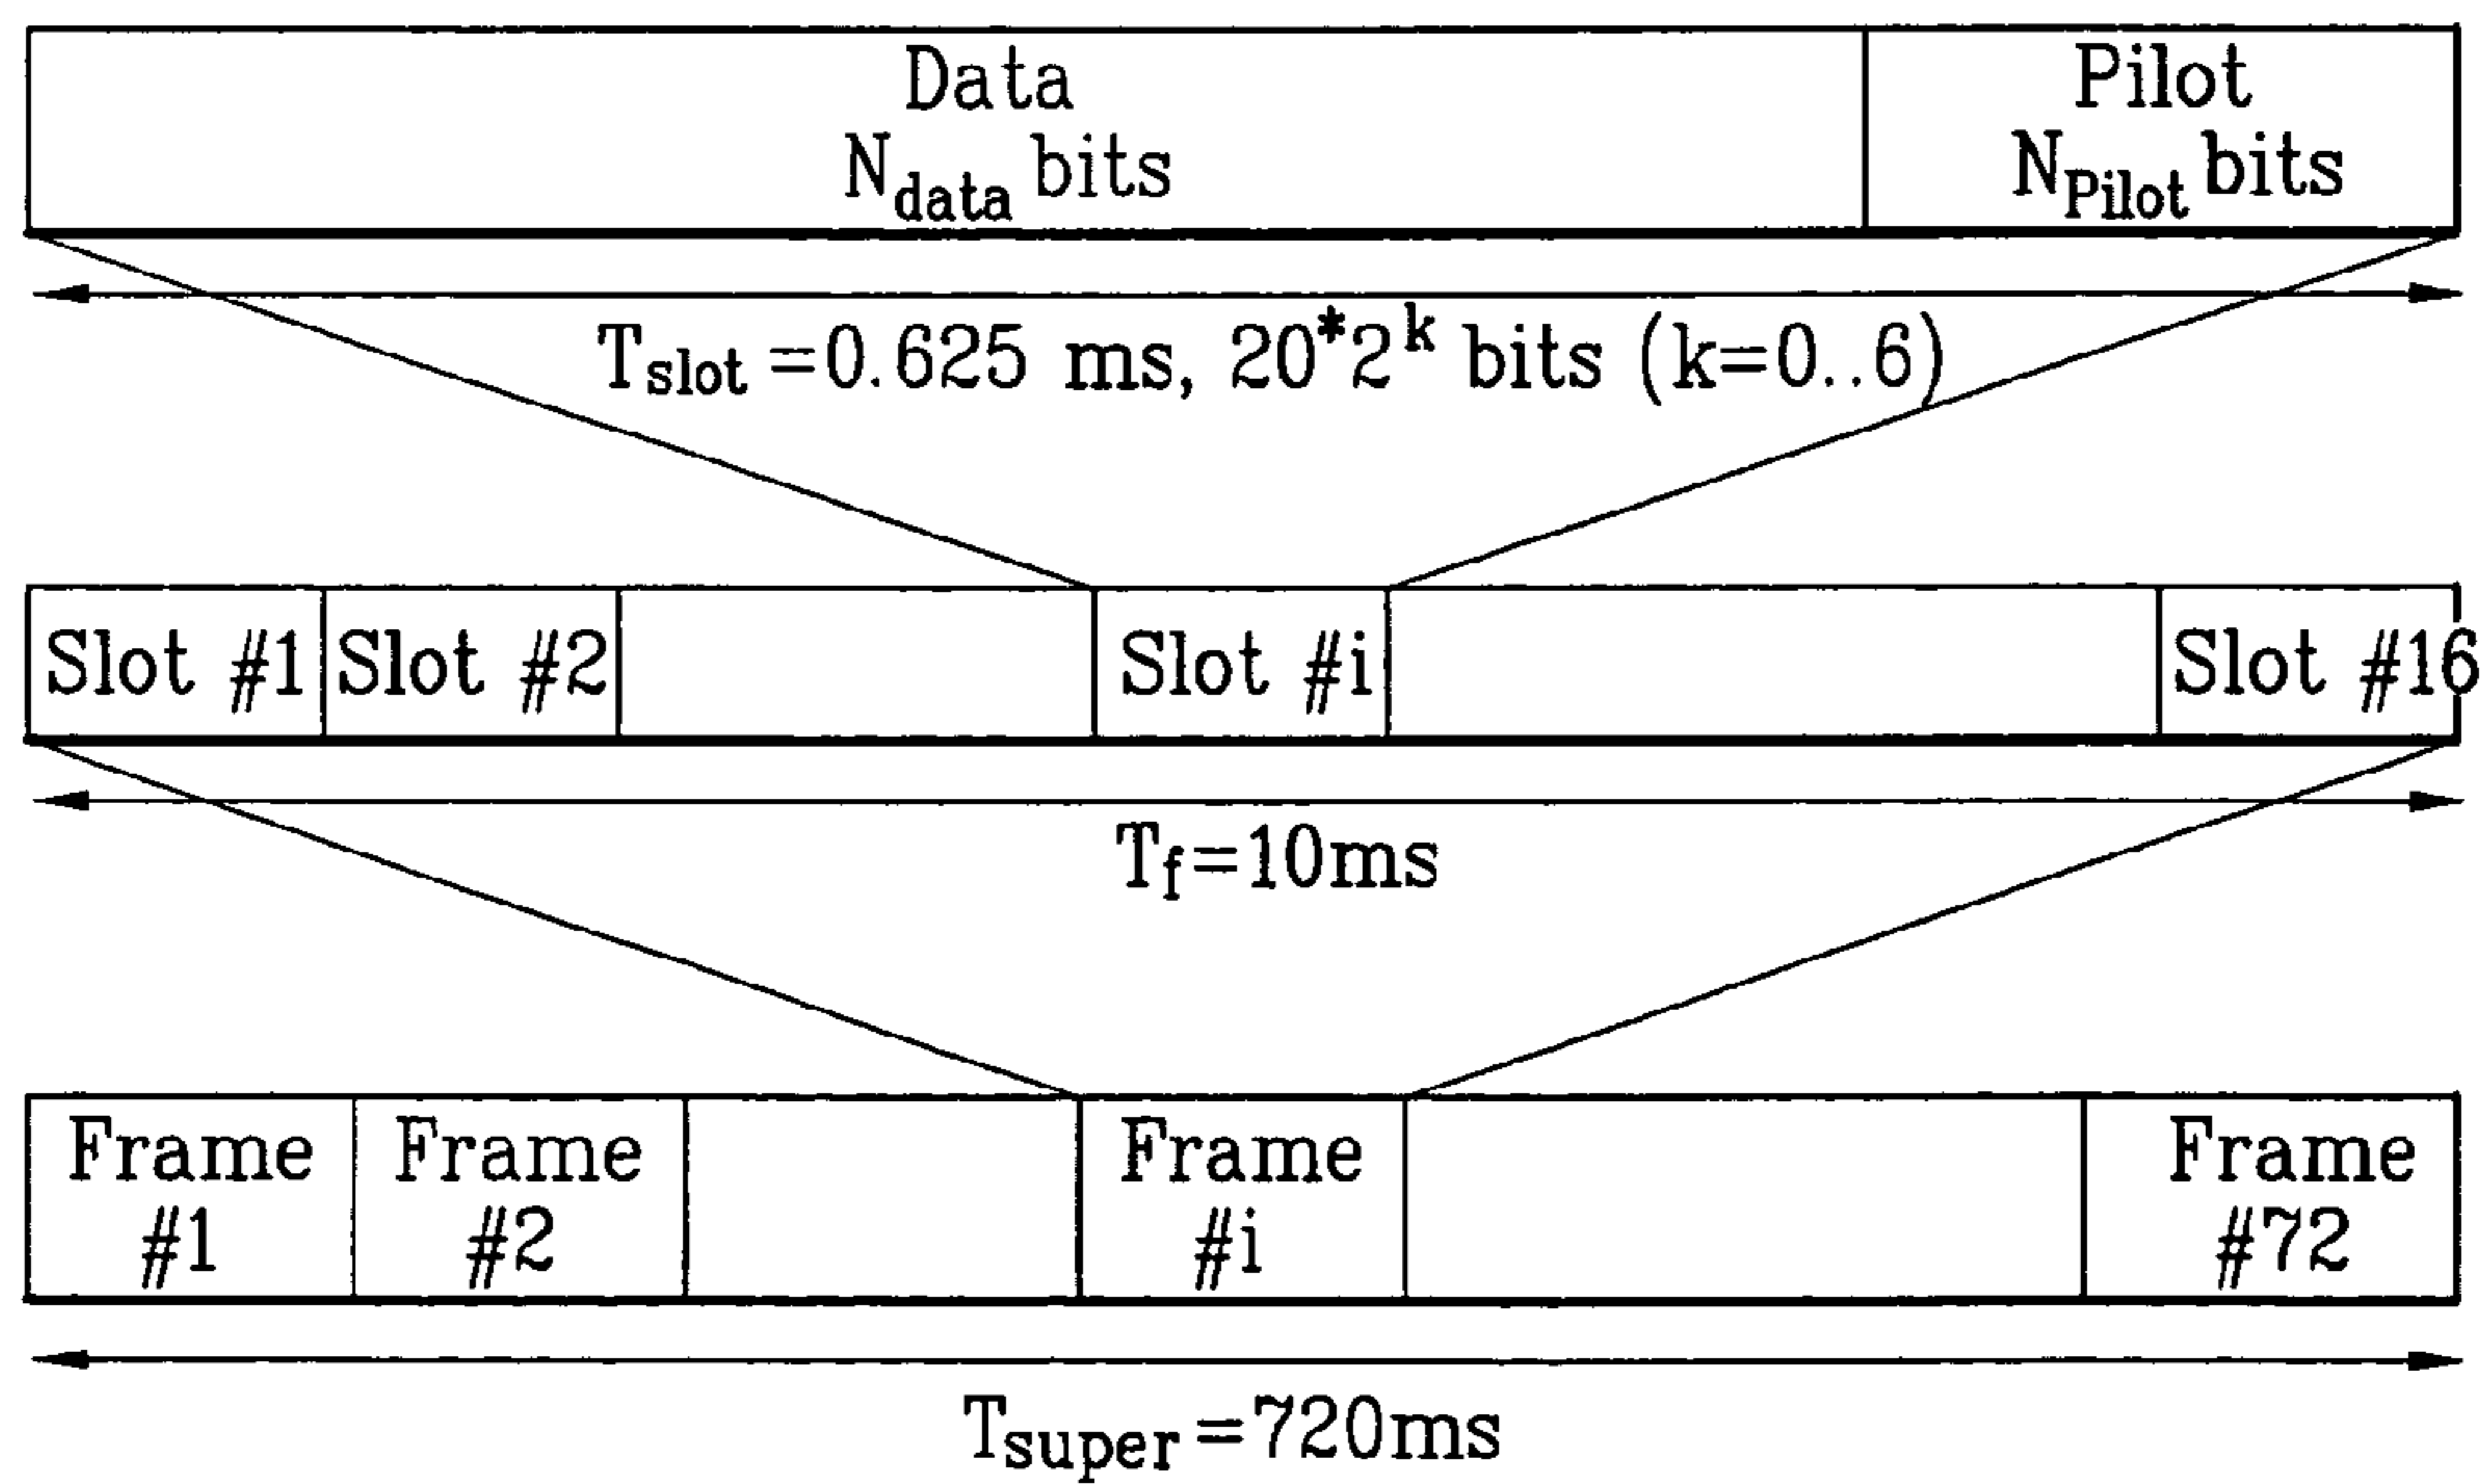 Data
N_data bits
Pilot
N_Pilot bits
T_slot =0.625 ms, 20*2^k bits (k=0..6)
Slot #1
Slot #2
Slot #i
Slot #16
T_f=10ms
Frame
#1
Frame
#2
Frame
#i
Frame
#72
T_super=720ms